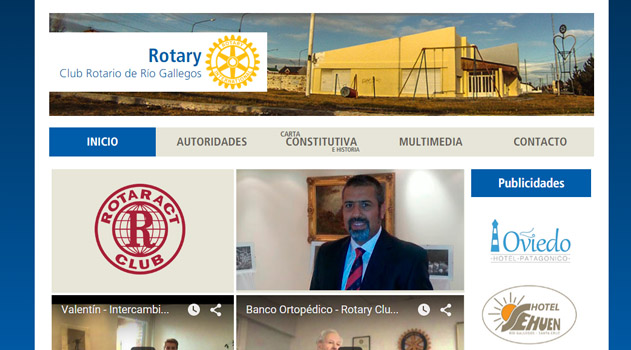 Rotary
Club Rotario de Río Gallegos
INICIO
AUTORIDADES
CARTA
CONSTITUTIVA
E HISTORIA
MULTIMEDIA
CONTACTO
ROTARACT
R
CLUB
Publicidades
Oviedo
HOTEL-PATAGONICO
Valentín - Intercambi...
Banco Ortopédico - Rotary Clu...
HOTEL
SEHUEN